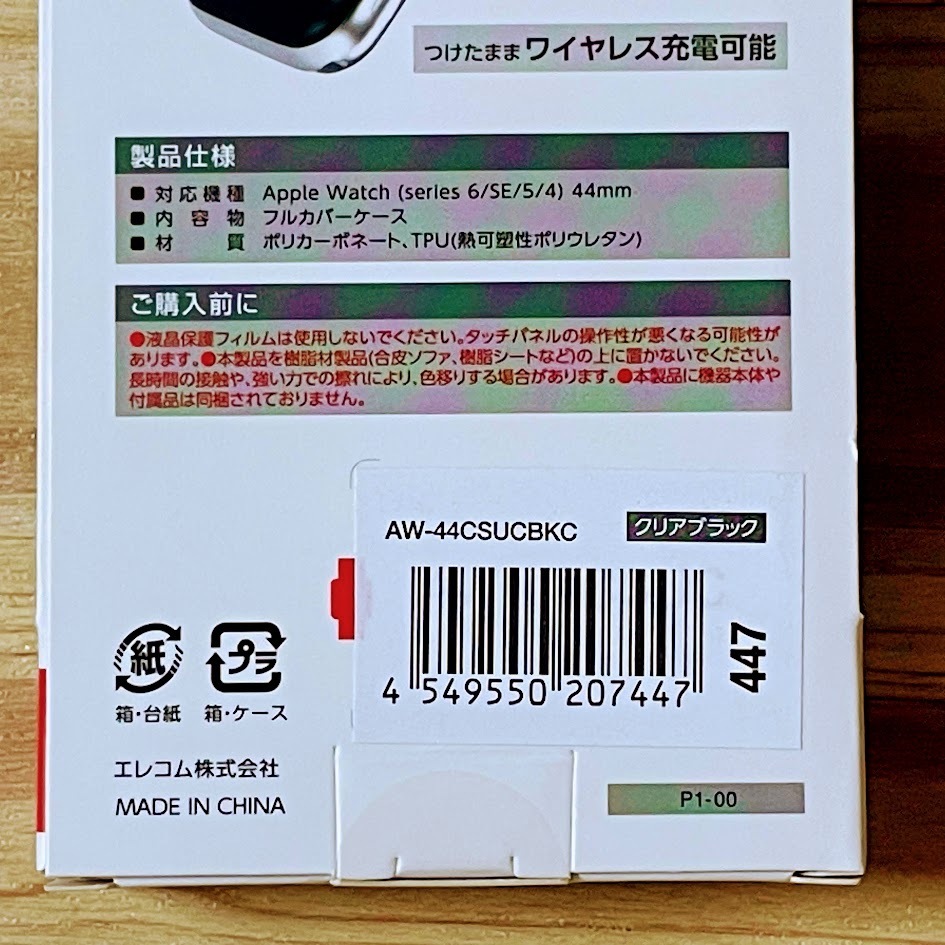 つけたままワイヤレス充電可能
製品仕様
■ 対応機種 Apple Watch (series 6/SE/5/4) 44mm
■ 内容物 フルカバーケース
■ 材質 ポリカーボネート、TPU(熱可塑性ポリウレタン)
ご購入前に
●液晶保護フィルムは使用しないでください。タッチパネルの操作性が悪くなる可能性が
あります。●本製品を樹脂材製品(合皮ソファ、樹脂シートなど)の上に置かないでください。
長時間の接触や、強い力での擦れにより、色移りする場合があります。●本製品に機器本体や
付属品は同梱されておりません。
AW-44CSUCBKC クリアブラック
4 549550 207447
447
紙 プラ
箱・台紙 箱・ケース
エレコム株式会社
MADE IN CHINA
P1-00